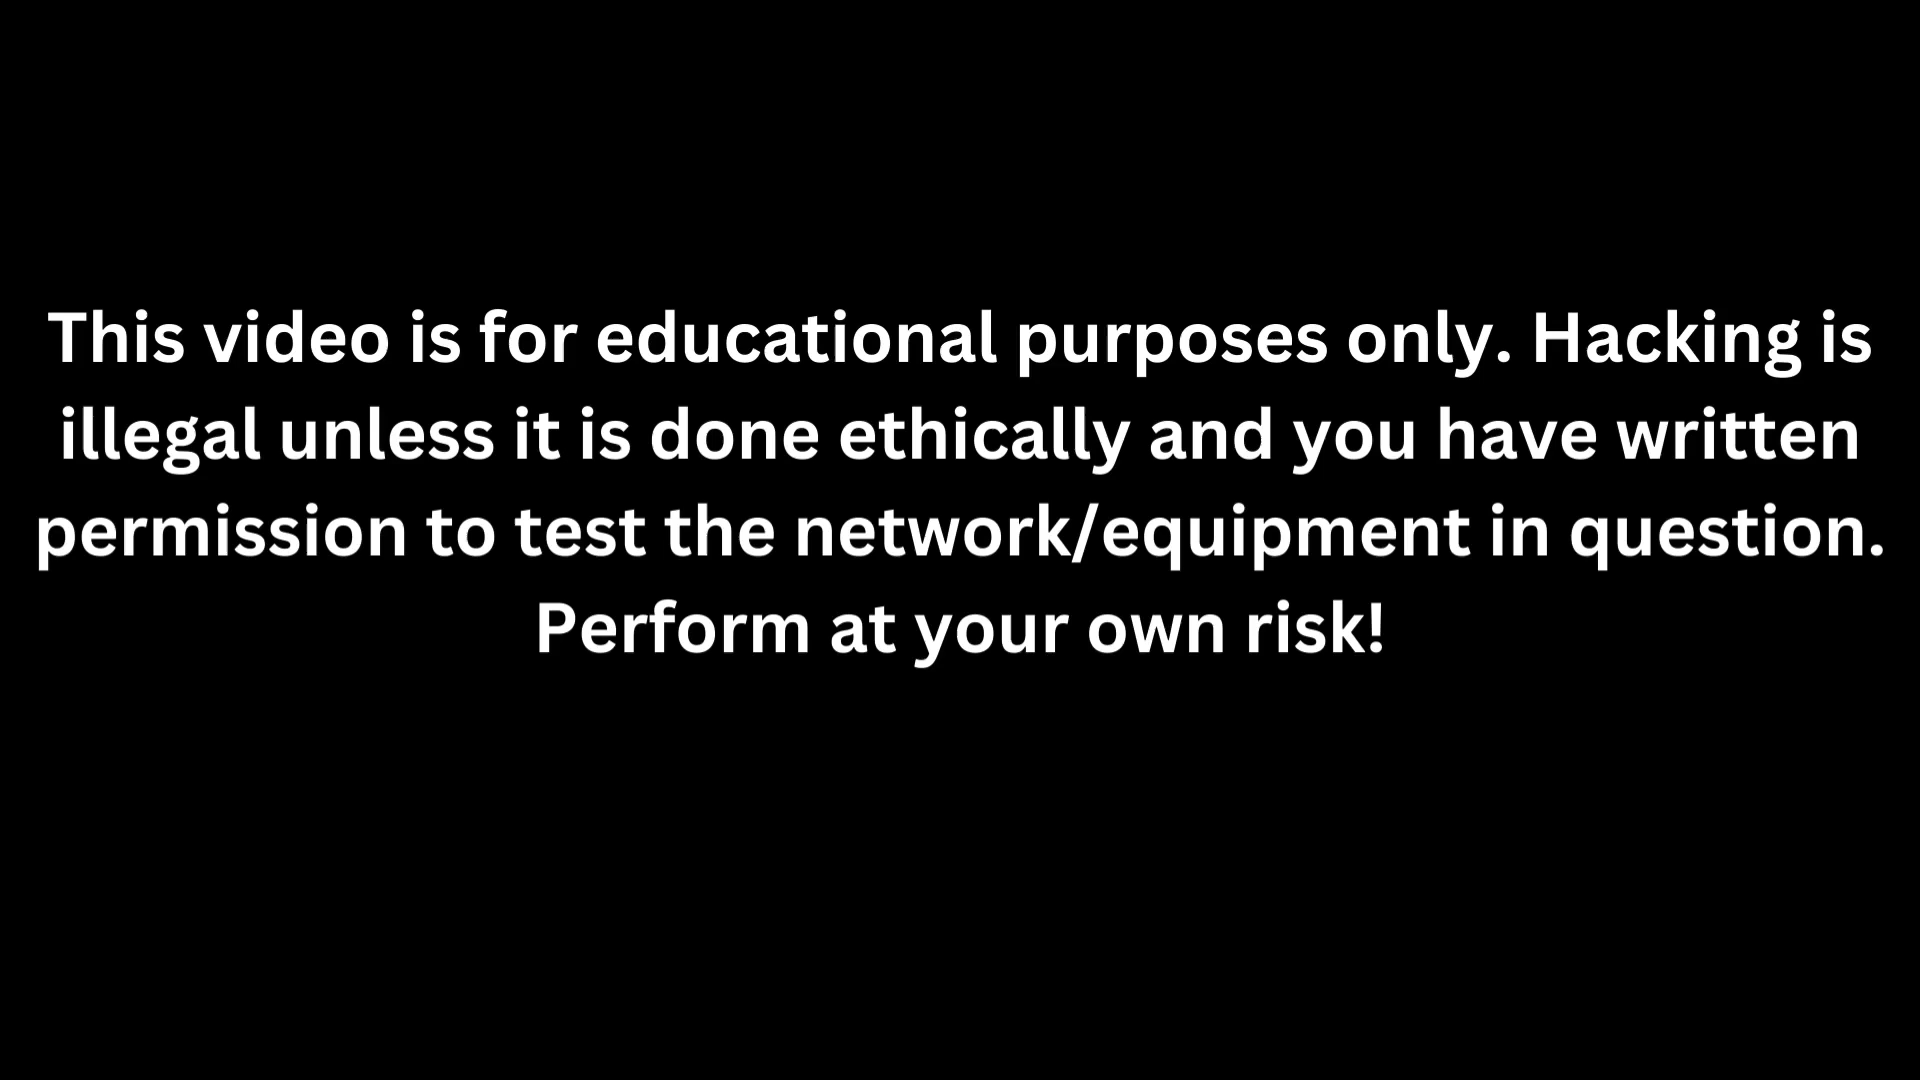 This video is for educational purposes only. Hacking is
illegal unless it is done ethically and you have written
permission to test the network/equipment in question.
Perform at your own risk!